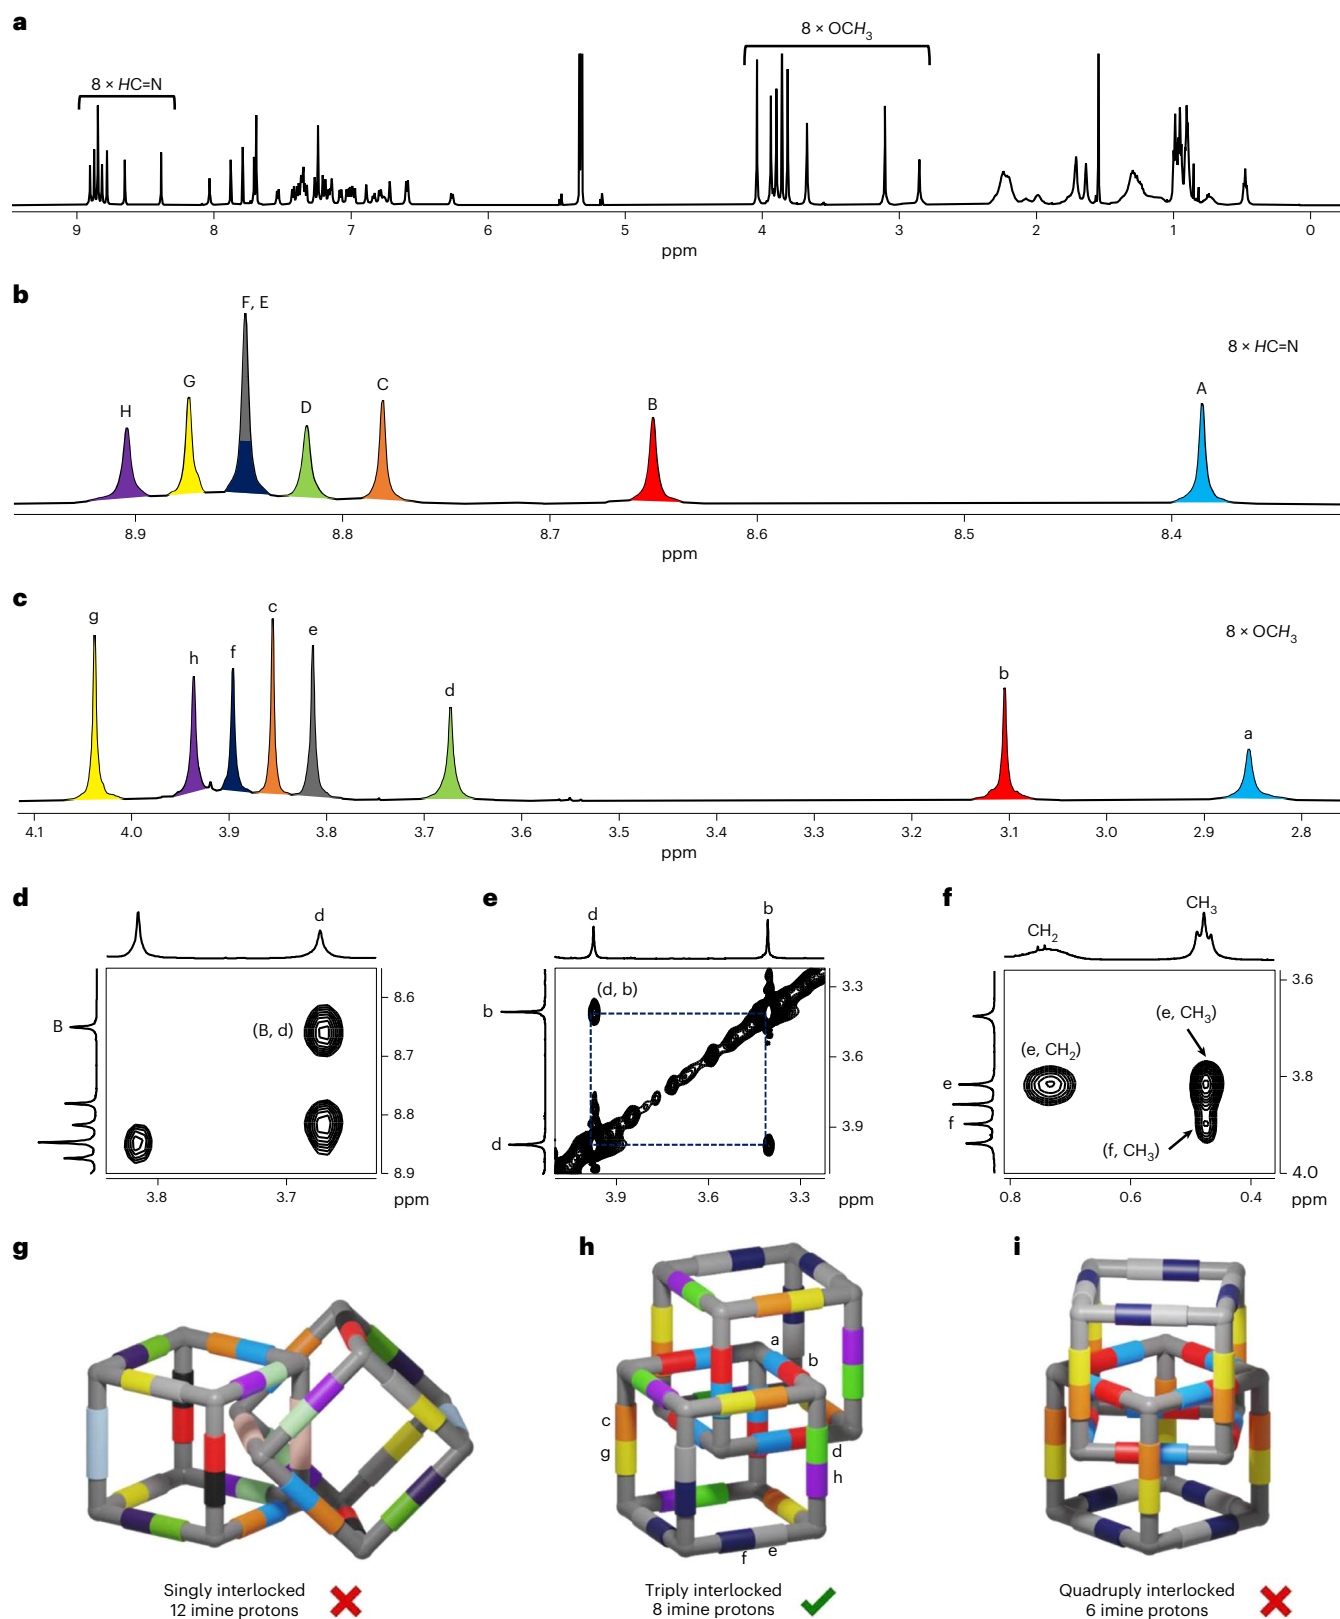 a
8 × HC=N
8 × OCH₃
9 8 7 6 5 4 3 2 1 0
ppm
b
F, E
H G D C B A
8 × HC=N
8.9 8.8 8.7 8.6 8.5 8.4
ppm
c
g h f c e d b a
8 × OCH₃
4.1 4.0 3.9 3.8 3.7 3.6 3.5 3.4 3.3 3.2 3.1 3.0 2.9 2.8
ppm
d
d
B
(B, d)
8.6
8.7
8.8
8.9
3.8 3.7 ppm
e
d b
(d, b)
b
d
3.3
3.6
3.9
3.9 3.6 3.3 ppm
f
CH₂ CH₃
(e, CH₃)
(e, CH₂)
(f, CH₃)
e
f
3.6
3.8
4.0
0.8 0.6 0.4 ppm
g
Singly interlocked
12 imine protons
h
a
b
c
g
d
h
f e
Triply interlocked
8 imine protons
i
Quadruply interlocked
6 imine protons